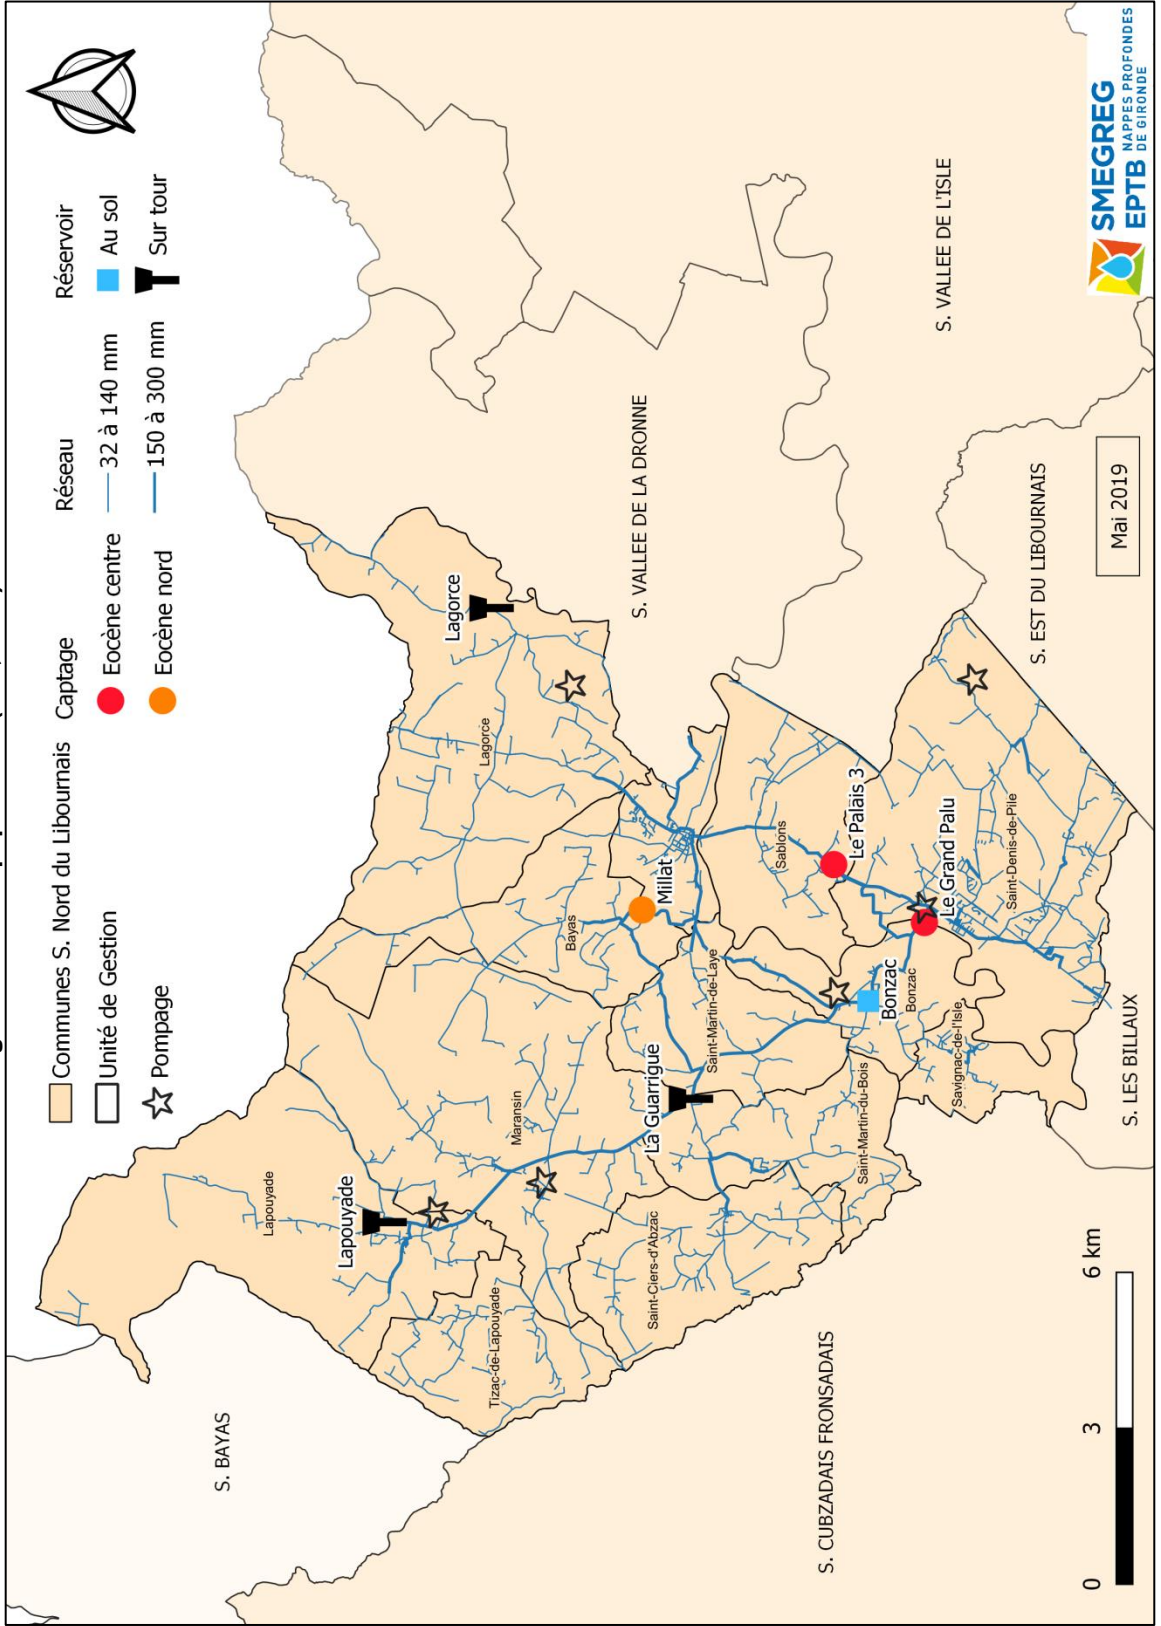 Communes S. Nord du Libournais
Unité de Gestion
Pompage
Captage
Eocène centre
Eocène nord
Réseau
32 à 140 mm
150 à 300 mm
Réservoir
Au sol
Sur tour
S. BAYAS
Lapouyade
Lapouyade
Tizac-de-Lapouyade
Maransin
Lagorce
Lagorce
Bayas
Millat
La Guarrigue
Saint-Ciers-d'Abzac
Saint-Martin-de-Laye
S. VALLEE DE LA DRONNE
Sablons
Le Palais 3
Saint-Martin-du-Bois
Bonzac
Bonzac
Le Grand Palu
Savignac-de-l'Isle
Saint-Denis-de-Pile
S. VALLEE DE L'ISLE
S. EST DU LIBOURNAIS
S. CUBZADAIS FRONSADAIS
S. LES BILLAUX
0
3
6 km
Mai 2019
SMEGREG
EPTB NAPPES PROFONDES
DE GIRONDE